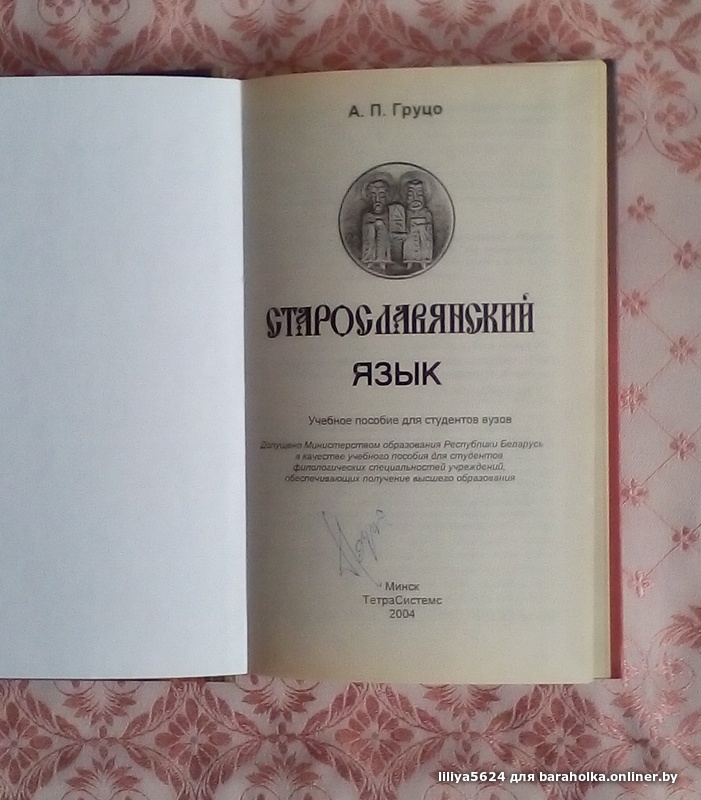 А. П. Груцо
СТАРОСЛАВЯНСКИЙ
ЯЗЫК
Учебное пособие для студентов вузов
Допущено Министерством образования Республики Беларусь
в качестве учебного пособия для студентов
филологических специальностей учреждений,
обеспечивающих получение высшего образования
Минск
ТетраСистемс
2004
liliya5624 для baraholka.onliner.by